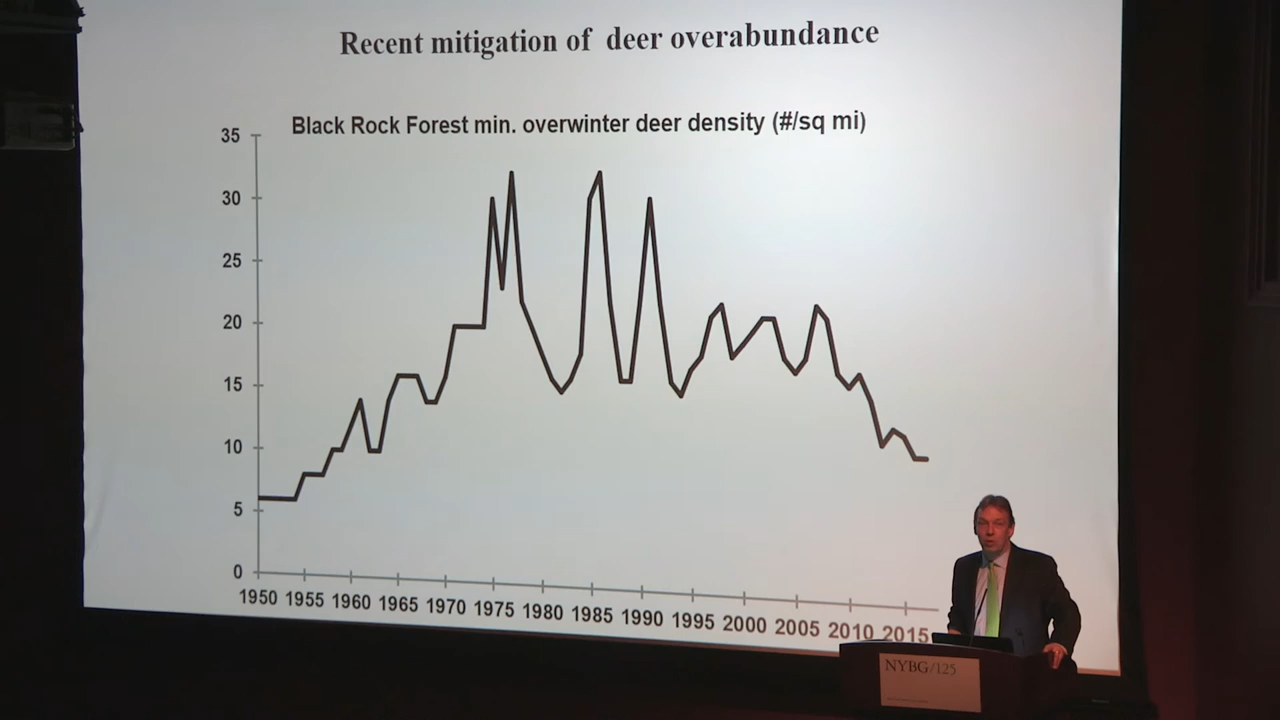 Recent mitigation of deer overabundance
Black Rock Forest min. overwinter deer density (#/sq mi)
35
30
25
20
15
10
5
0
1950 1955 1960 1965 1970 1975 1980 1985 1990 1995 2000 2005 2010 2015
NYBG/125